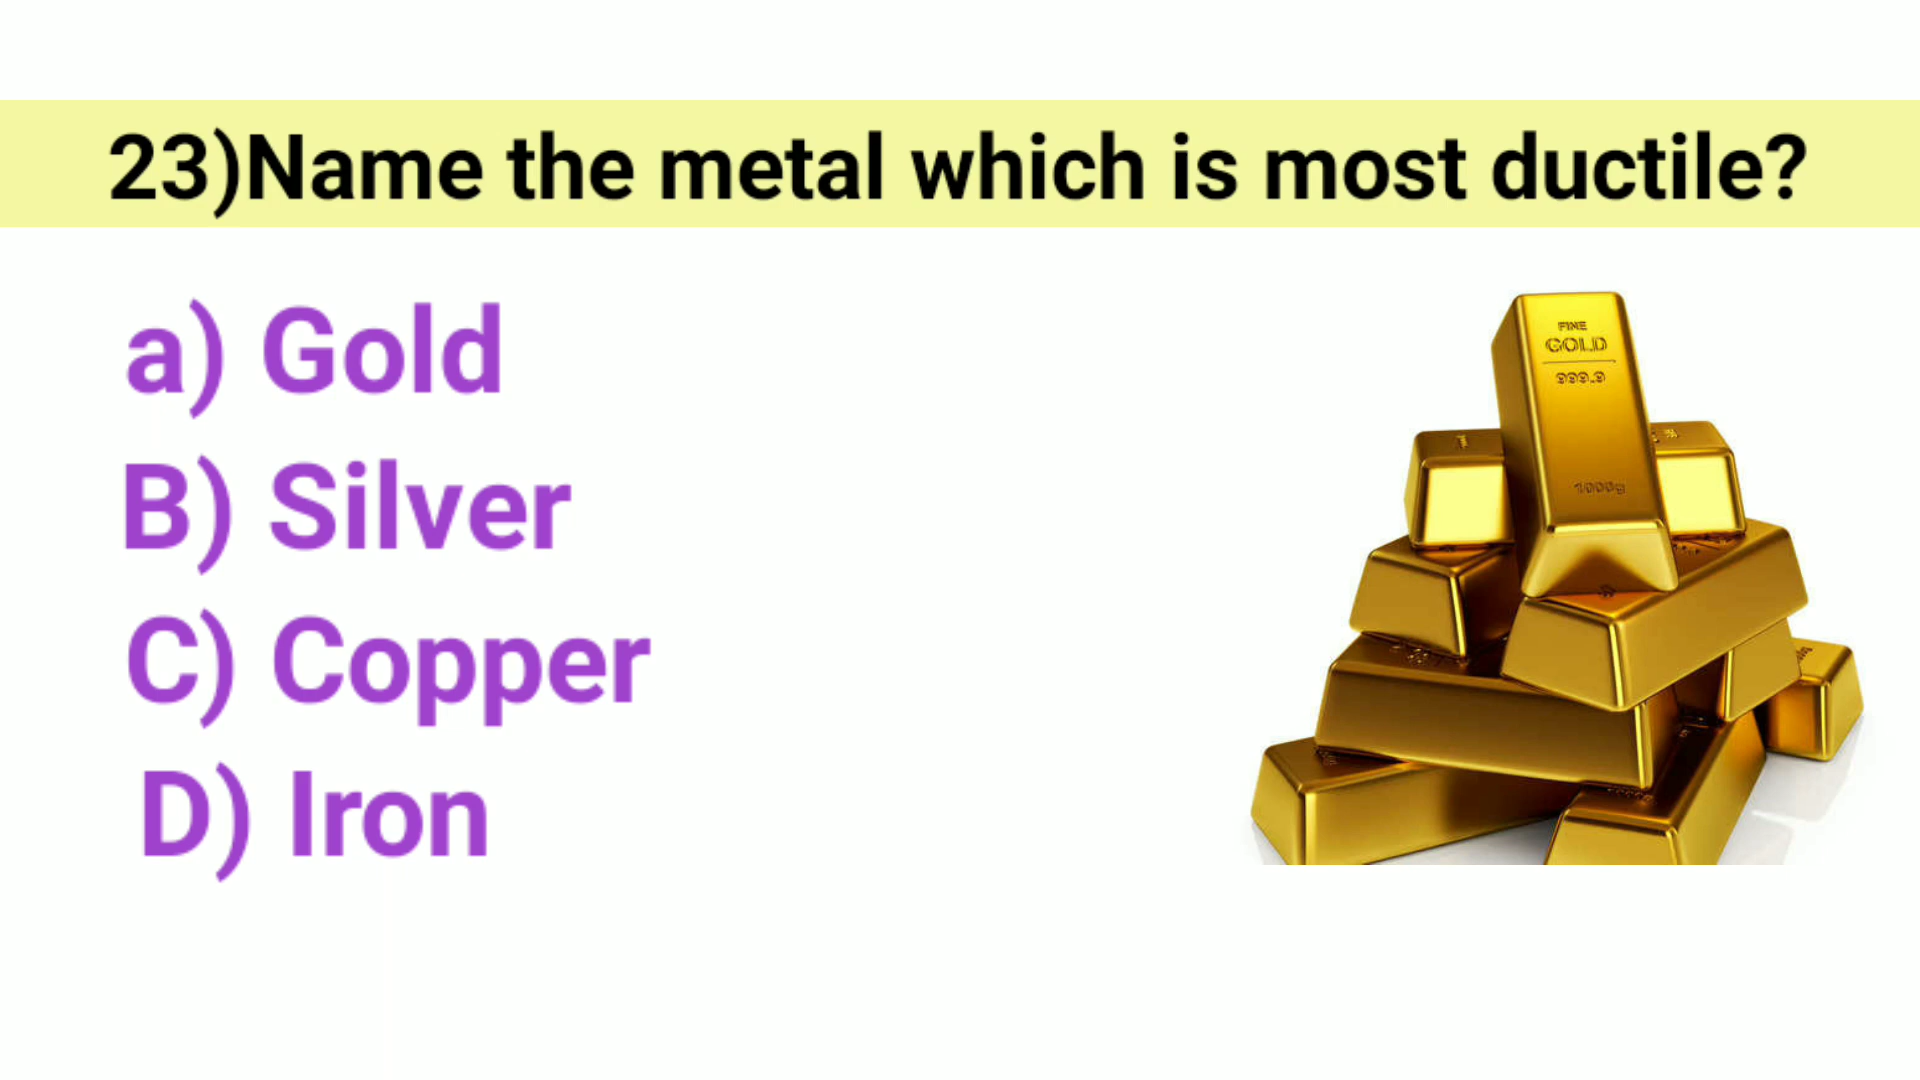 23)Name the metal which is most ductile?
a) Gold
B) Silver
C) Copper
D) Iron
FINE
GOLD
999.9
1000g